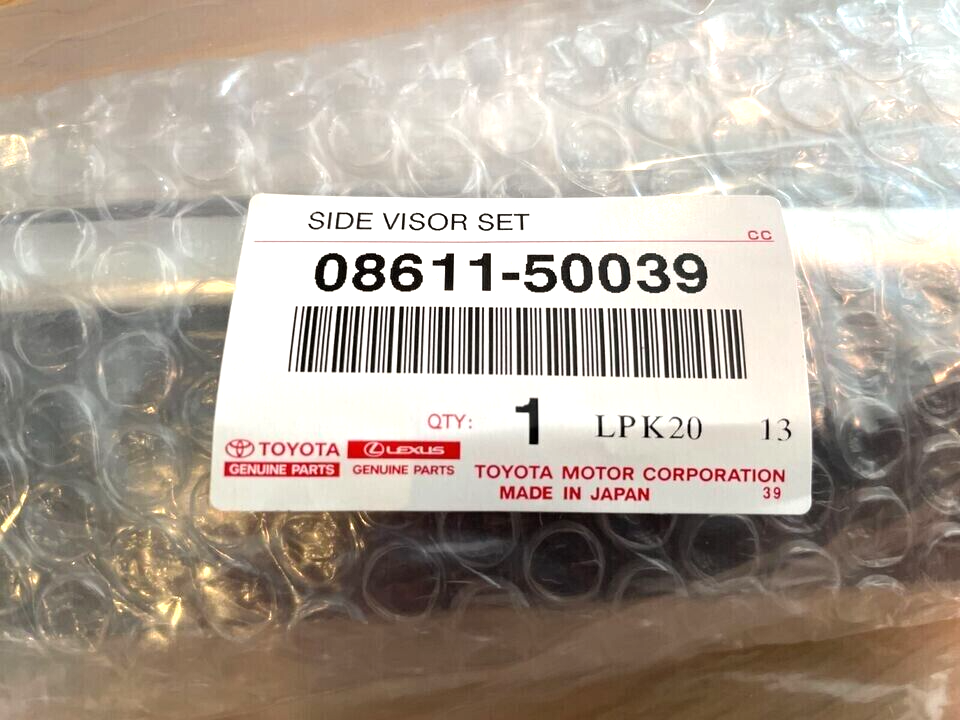 SIDE VISOR SET
CC
08611-50039
QTY: 1 LPK20 13
TOYOTA LEXUS
GENUINE PARTS GENUINE PARTS
TOYOTA MOTOR CORPORATION
MADE IN JAPAN 39